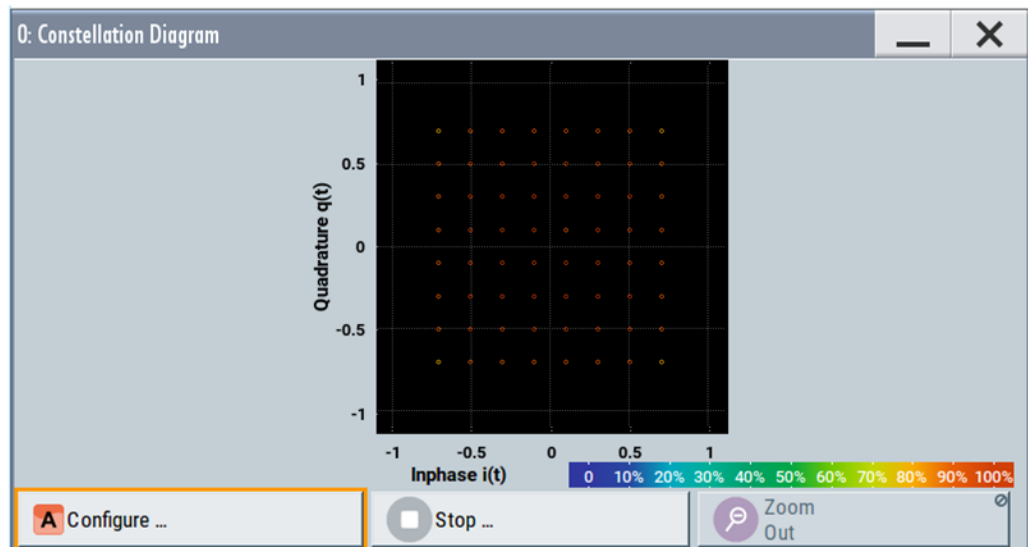 0: Constellation Diagram
1
0.5
0
-0.5
-1
Quadrature q(t)
-1 -0.5 0 0.5 1
Inphase i(t)
0 10% 20% 30% 40% 50% 60% 70% 80% 90% 100%
A Configure ...
Stop ...
Zoom
Out